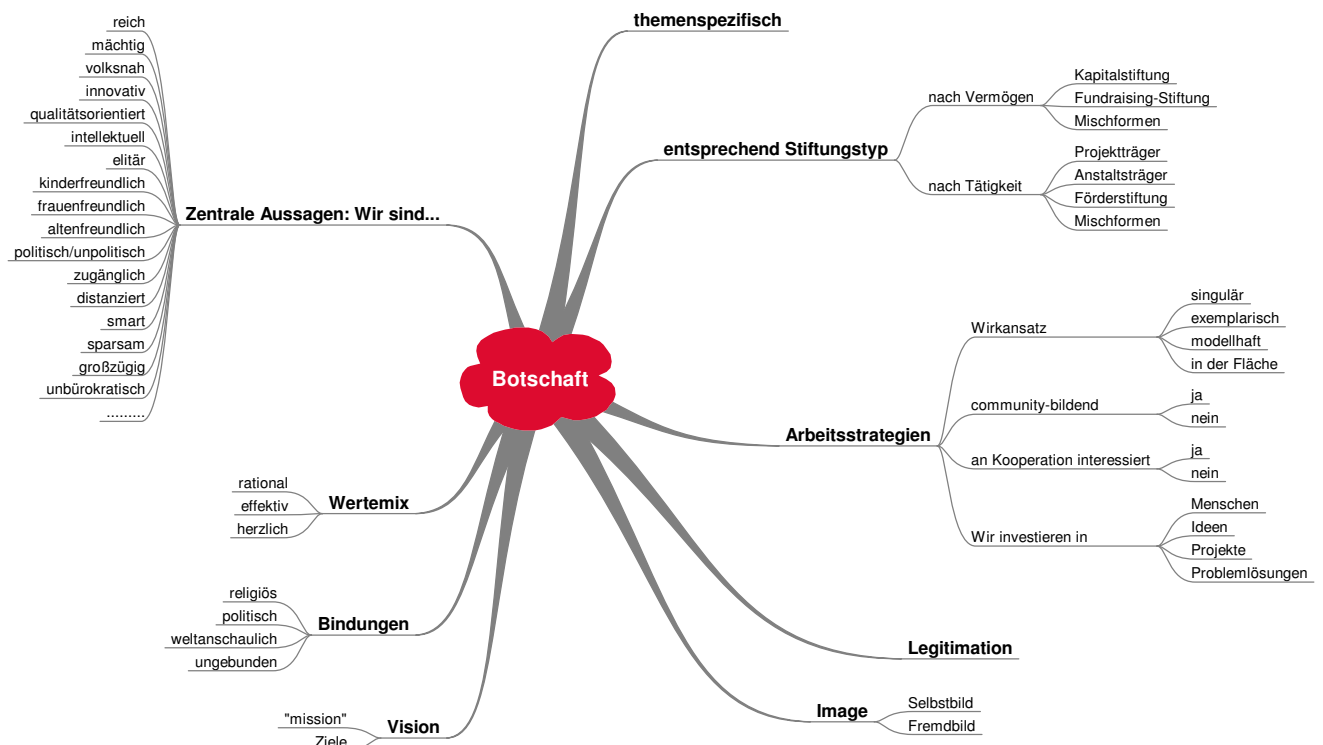 Botschaft
themenspezifisch
entsprechend Stiftungstyp
nach Vermögen
Kapitalstiftung
Fundraising-Stiftung
Mischformen
nach Tätigkeit
Projektträger
Anstaltsträger
Förderstiftung
Mischformen
Arbeitsstrategien
Wirkansatz
singulär
exemplarisch
modellhaft
in der Fläche
community-bildend
ja
nein
an Kooperation interessiert
ja
nein
Wir investieren in
Menschen
Ideen
Projekte
Problemlösungen
Legitimation
Image
Selbstbild
Fremdbild
Zentrale Aussagen: Wir sind...
reich
mächtig
volksnah
innovativ
qualitätsorientiert
intellektuell
elitär
kinderfreundlich
frauenfreundlich
altenfreundlich
politisch/unpolitisch
zugänglich
distanziert
smart
sparsam
großzügig
unbürokratisch
.........
Wertemix
rational
effektiv
herzlich
Bindungen
religiös
politisch
weltanschaulich
ungebunden
Vision
"mission"
Ziele